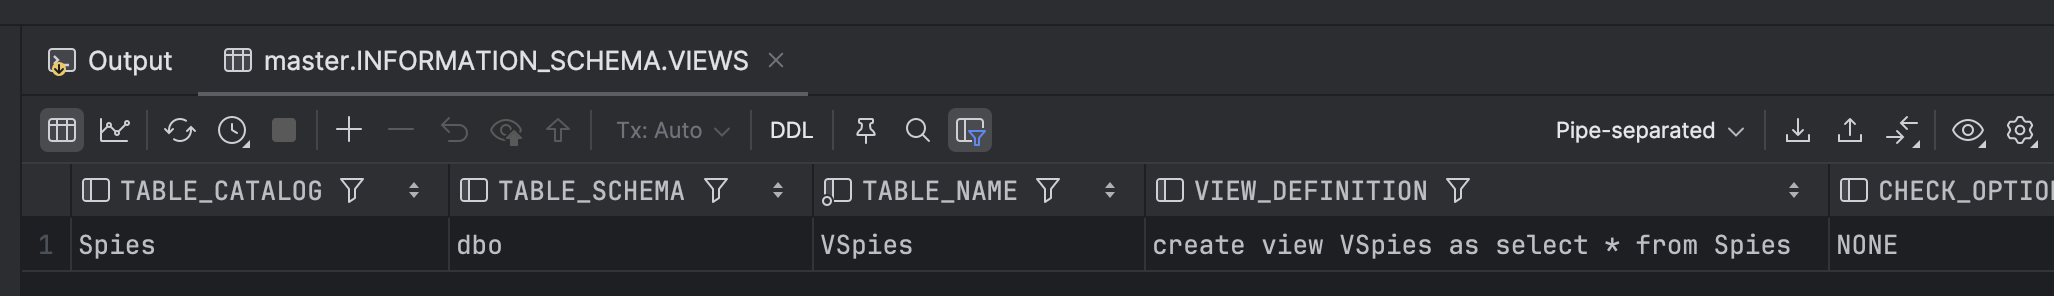 Output master.INFORMATION_SCHEMA.VIEWS
Tx: Auto DDL Pipe-separated
TABLE_CATALOG TABLE_SCHEMA TABLE_NAME VIEW_DEFINITION CHECK_OPTION
1 Spies dbo VSpies create view VSpies as select * from Spies NONE